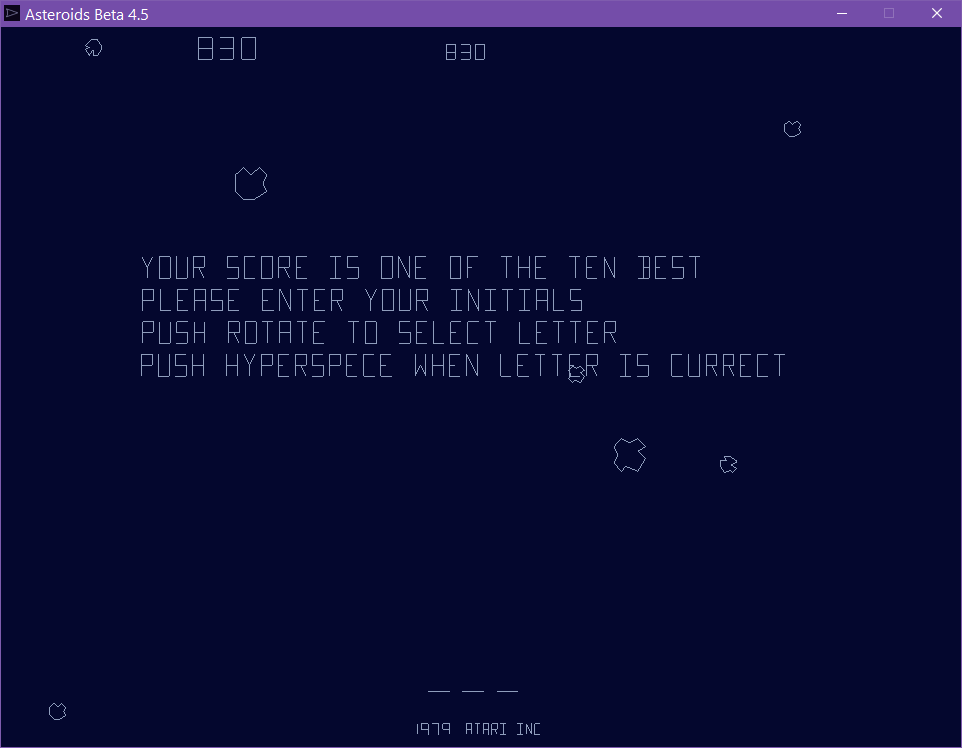 Asteroids Beta 4.5
830 830
YOUR SCORE IS ONE OF THE TEN BEST
PLEASE ENTER YOUR INITIALS
PUSH ROTATE TO SELECT LETTER
PUSH HYPERSPECE WHEN LETTER IS CURRECT
1979 ATARI INC